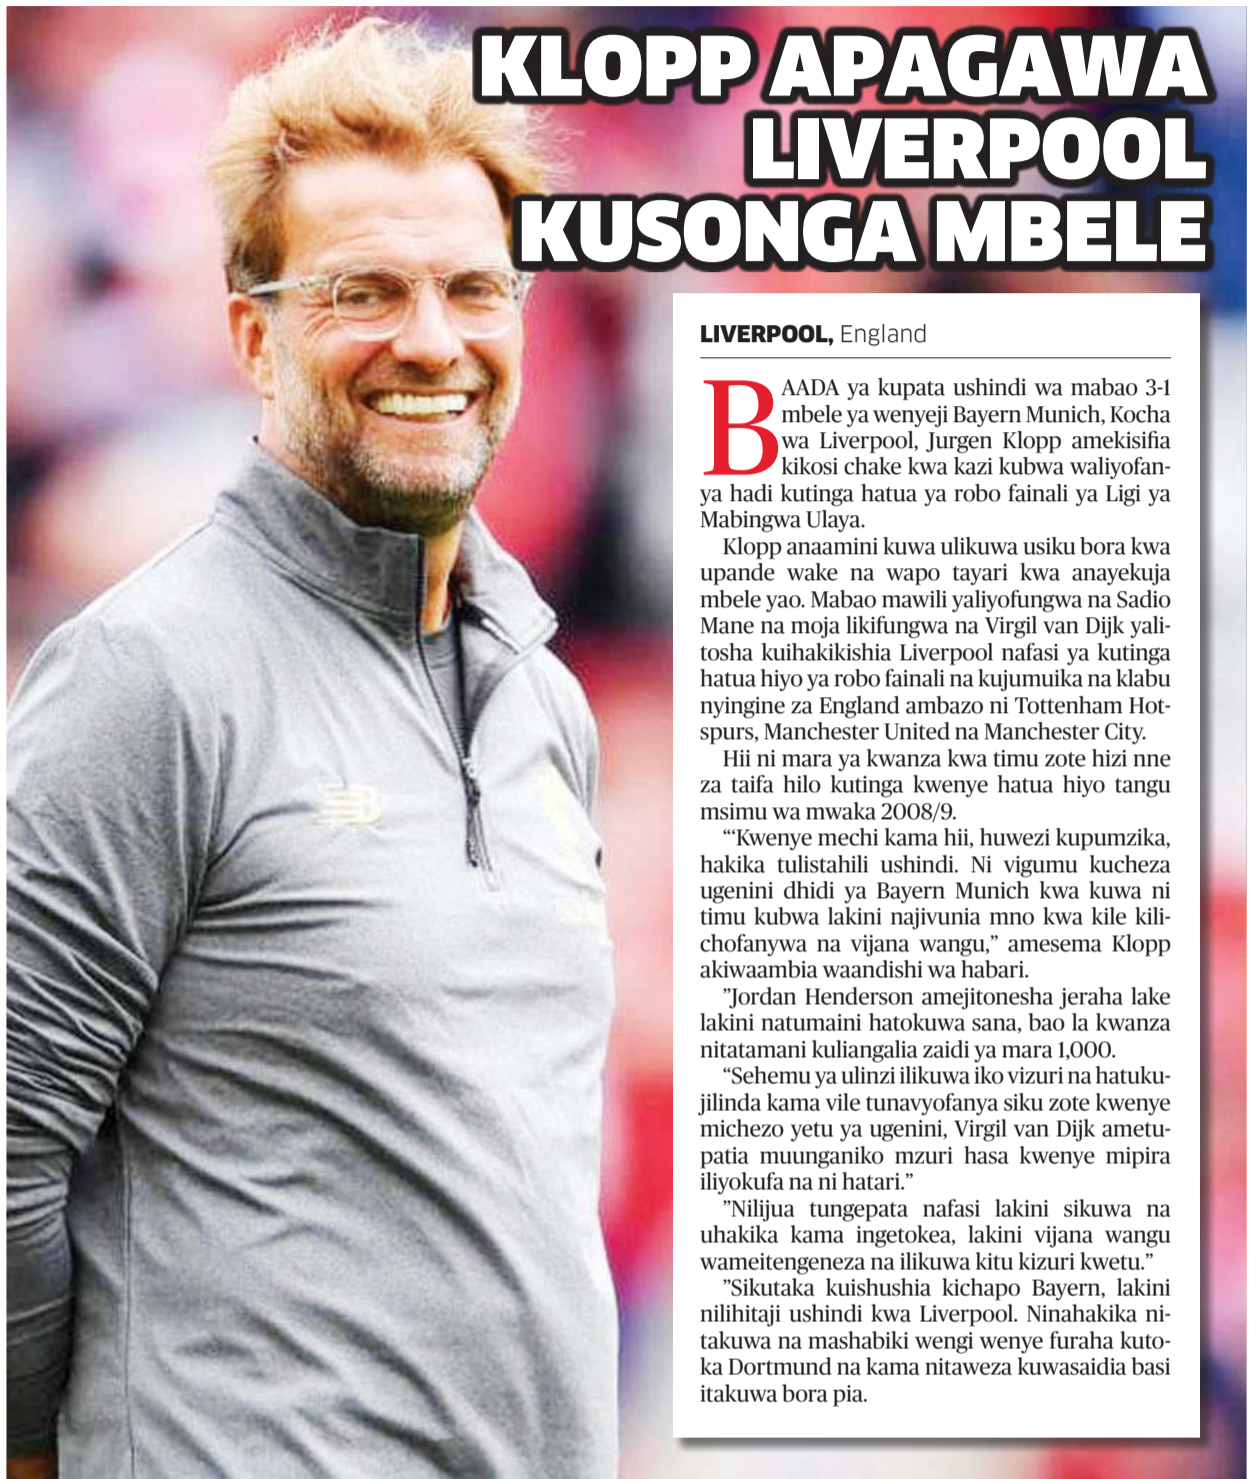 KLOPP APAGAWA
LIVERPOOL
KUSONGA MBELE
LIVERPOOL, England
BAADA ya kupata ushindi wa mabao 3-1
mbele ya wenyeji Bayern Munich, Kocha
wa Liverpool, Jurgen Klopp amekisifia
kikosi chake kwa kazi kubwa waliyofan-
ya hadi kutinga hatua ya robo fainali ya Ligi ya
Mabingwa Ulaya.
Klopp anaamini kuwa ulikuwa usiku bora kwa
upande wake na wapo tayari kwa anayekuja
mbele yao. Mabao mawili yaliyofungwa na Sadio
Mane na moja likifungwa na Virgil van Dijk yali-
tosha kuihakikishia Liverpool nafasi ya kutinga
hatua hiyo ya robo fainali na kujumuika na klabu
nyingine za England ambazo ni Tottenham Hot-
spurs, Manchester United na Manchester City.
Hii ni mara ya kwanza kwa timu zote hizi nne
za taifa hilo kutinga kwenye hatua hiyo tangu
msimu wa mwaka 2008/9.
“‘Kwenye mechi kama hii, huwezi kupumzika,
hakika tulistahili ushindi. Ni vigumu kucheza
ugenini dhidi ya Bayern Munich kwa kuwa ni
timu kubwa lakini najivunia mno kwa kile kili-
chofanywa na vijana wangu,” amesema Klopp
akiwaambia waandishi wa habari.
”Jordan Henderson amejitonesha jeraha lake
lakini natumaini hatokuwa sana, bao la kwanza
nitatamani kuliangalia zaidi ya mara 1,000.
“Sehemu ya ulinzi ilikuwa iko vizuri na hatuku-
jilinda kama vile tunavyofanya siku zote kwenye
michezo yetu ya ugenini, Virgil van Dijk ametu-
patia muunganiko mzuri hasa kwenye mipira
iliyokufa na ni hatari.”
”Nilijua tungepata nafasi lakini sikuwa na
uhakika kama ingetokea, lakini vijana wangu
wameitengeneza na ilikuwa kitu kizuri kwetu.”
”Sikutaka kuishushia kichapo Bayern, lakini
nilihitaji ushindi kwa Liverpool. Ninahakika ni-
takuwa na mashabiki wengi wenye furaha kuto-
ka Dortmund na kama nitaweza kuwasaidia basi
itakuwa bora pia.